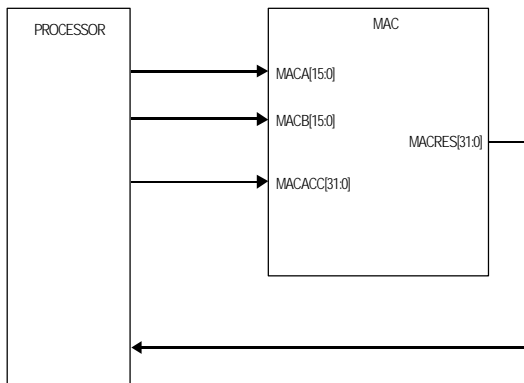 PROCESSOR
MAC
MACA[15:0]
MACB[15:0]
MACRES[31:0]
MACACC[31:0]